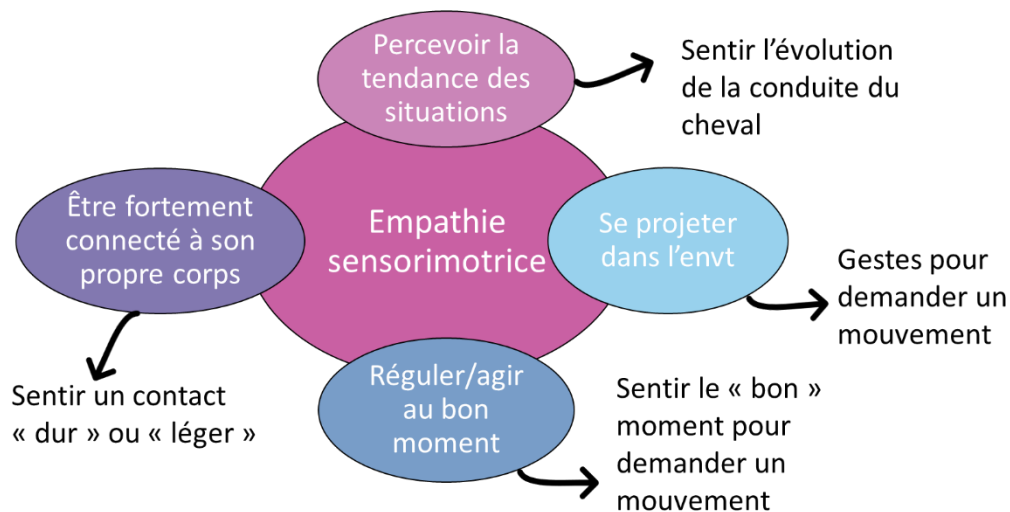 Percevoir la
tendance des
situations
Sentir l’évolution
de la conduite du
cheval
Être fortement
connecté à son
propre corps
Empathie
sensorimotrice
Se projeter
dans l’envt
Gestes pour
demander un
mouvement
Sentir un contact
« dur » ou « léger »
Réguler/agir
au bon
moment
Sentir le « bon »
moment pour
demander un
mouvement